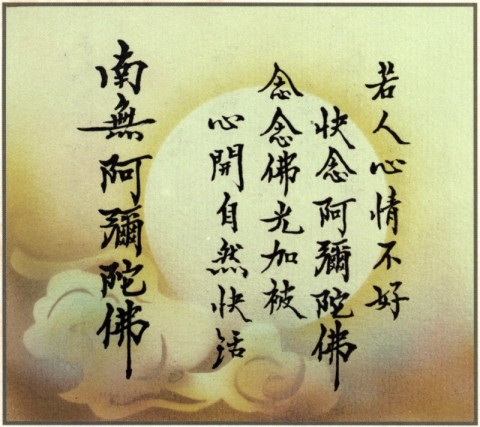 若人心情不好
快念阿彌陀佛
念念佛光加被
心開自然快活
南無阿彌陀佛